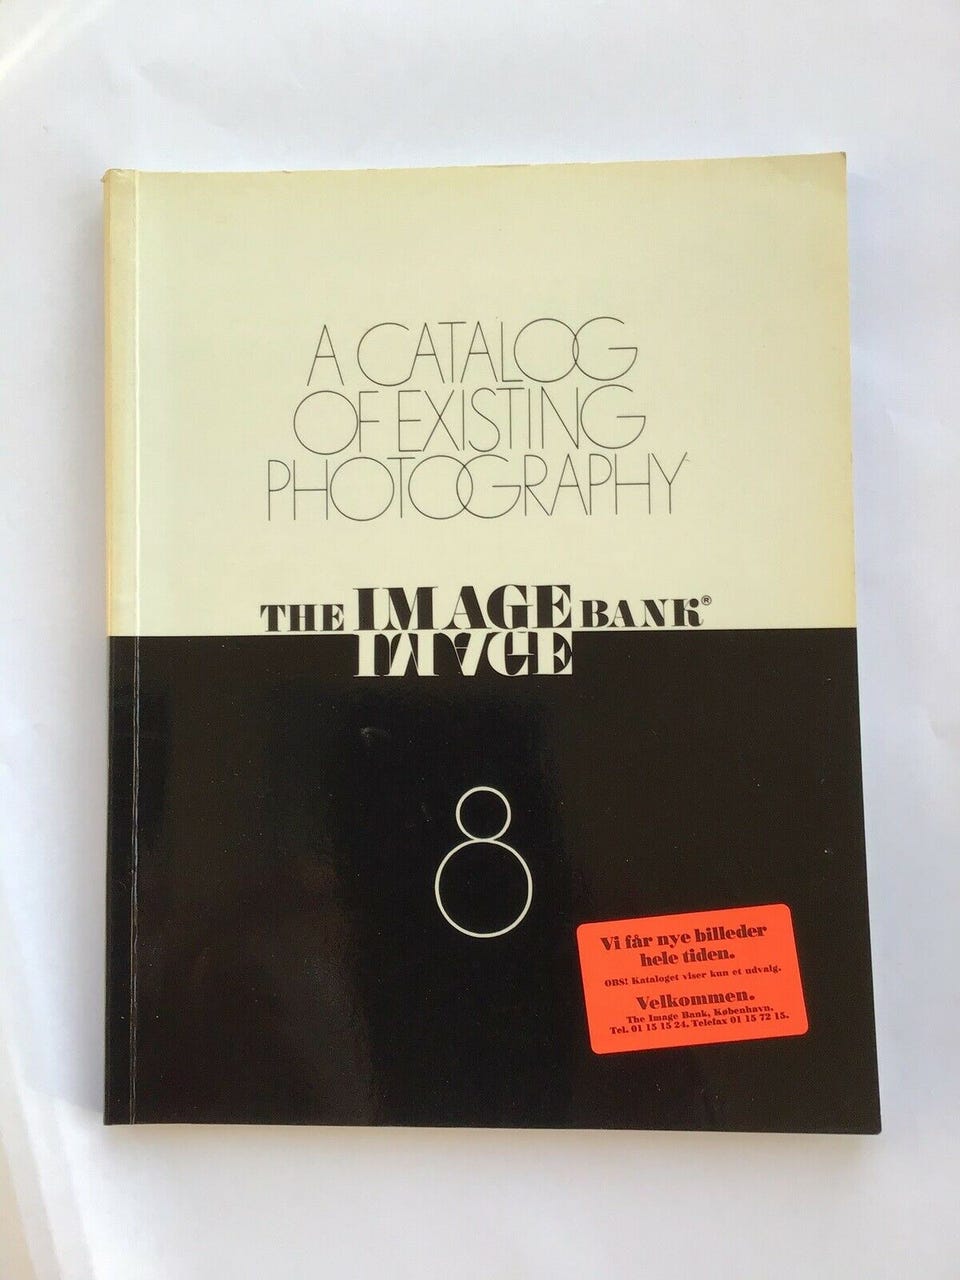 A CATALOG
OF EXISTING
PHOTOGRAPHY
THE IMAGE BANK®
IMAGE
8
Vi får nye billeder
hele tiden.
OBS! Kataloget viser kun et udvalg.
Velkommen.
The Image Bank, København.
Tel. 01 15 15 24. Telefax 01 15 72 15.